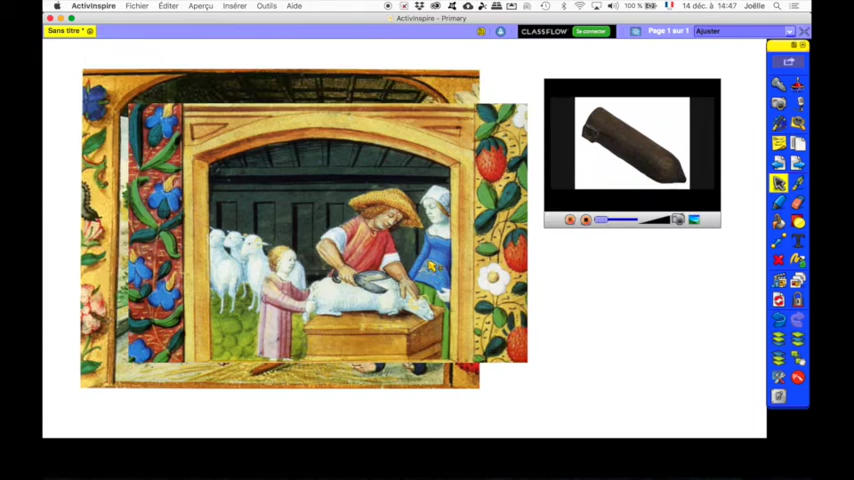 ActivInspire Fichier Éditer Aperçu Insérer Outils Aide 100 % 14 déc. à 14:47 Joëlle
ActivInspire - Primary
Sans titre * CLASSFLOW Se connecter Page 1 sur 1 Ajuster